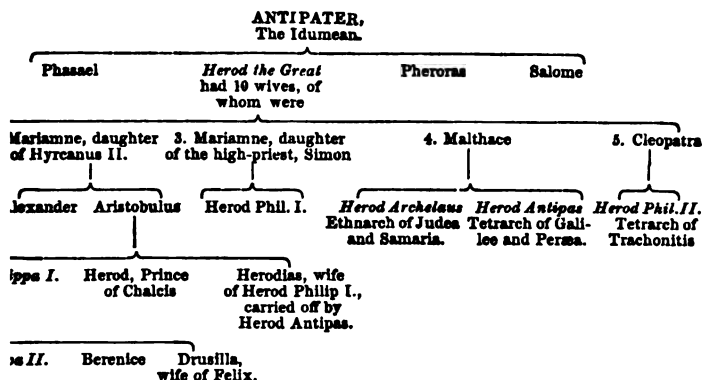 ANTIPATER,
The Idumean.
Phasael Herod the Great Pheroras Salome
had 10 wives, of
whom were
Mariamne, daughter 3. Mariamne, daughter 4. Malthace 5. Cleopatra
of Hyrcanus II. of the high-priest, Simon
lexander Aristobulus Herod Phil. I. Herod Archelaus Herod Antipas Herod Phil. II.
Ethnarch of Judea Tetrarch of Gali- Tetrarch of
and Samaria. lee and Peræa. Trachonitis
ippa I. Herod, Prince Herodias, wife
of Chalcis of Herod Philip I.,
carried off by
Herod Antipas.
II. Berenice Drusilla,
wife of Felix.